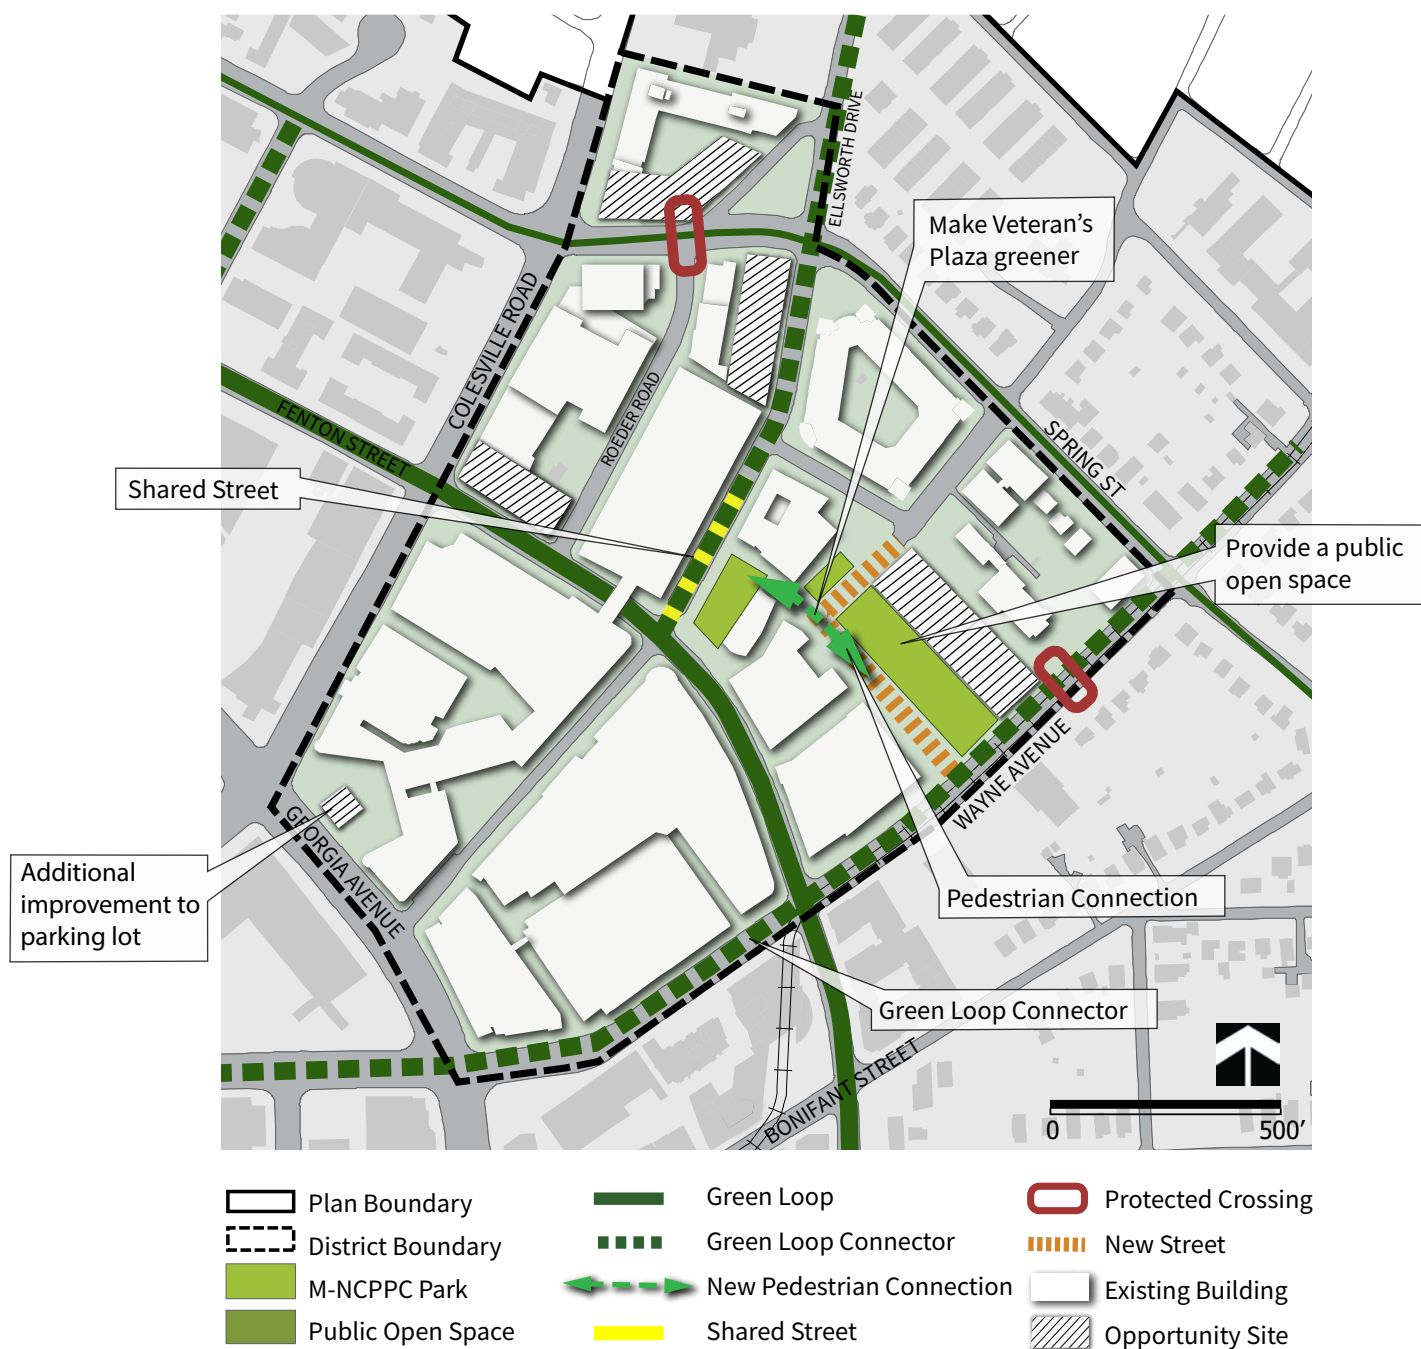 ELLSWORTH DRIVE
Make Veteran's
Plaza greener
COLESVILLE ROAD
FENTON STREET
ROEDER ROAD
SPRING ST
Shared Street
Provide a public
open space
WAYNE AVENUE
GEORGIA AVENUE
Additional
improvement to
parking lot
Pedestrian Connection
Green Loop Connector
BONIFANT STREET
0 500'
Plan Boundary
District Boundary
M-NCPPC Park
Public Open Space
Green Loop
Green Loop Connector
New Pedestrian Connection
Shared Street
Protected Crossing
New Street
Existing Building
Opportunity Site